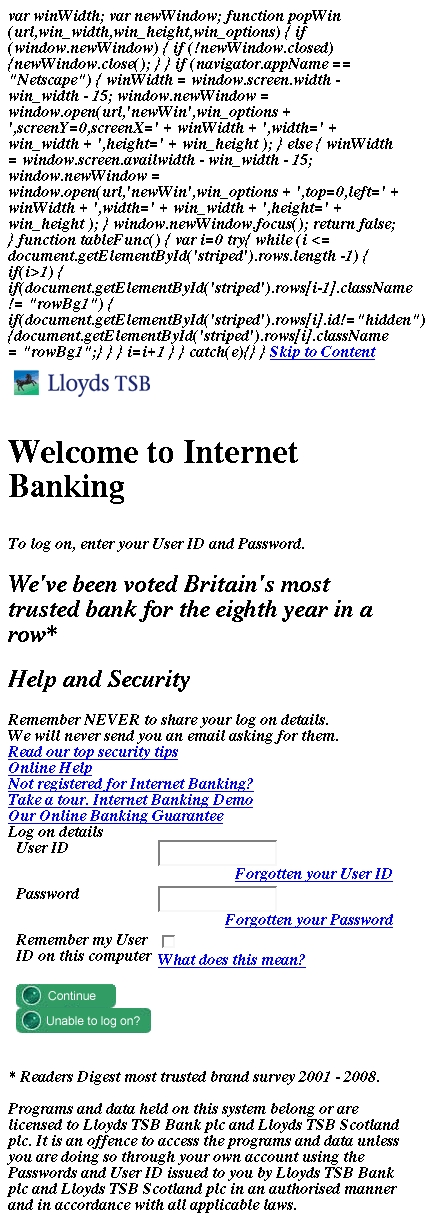 var winWidth; var newWindow; function popWin
(url,win_width,win_height,win_options) { if
(window.newWindow) { if (!newWindow.closed)
{newWindow.close(); } } if (navigator.appName ==
"Netscape") { winWidth = window.screen.width -
win_width - 15; window.newWindow =
window.open(url,'newWin',win_options +
',screenY=0,screenX=' + winWidth + ',width=' +
win_width + ',height=' + win_height ); } else { winWidth
= window.screen.availwidth - win_width - 15;
window.newWindow =
window.open(url,'newWin',win_options + ',top=0,left=' +
winWidth + ',width=' + win_width + ',height=' +
win_height ); } window.newWindow.focus(); return false;
} function tableFunc() { var i=0 try{ while (i <=
document.getElementById('striped').rows.length -1) {
if(i>1) {
if(document.getElementById('striped').rows[i-1].className
!= "rowBg1") {
if(document.getElementById('striped').rows[i].id!="hidden")
{document.getElementById('striped').rows[i].className
= "rowBg1";} } } i=i+1 } } catch(e){} } Skip to Content
Lloyds TSB
Welcome to Internet
Banking
To log on, enter your User ID and Password.
We've been voted Britain's most
trusted bank for the eighth year in a
row*
Help and Security
Remember NEVER to share your log on details.
We will never send you an email asking for them.
Read our top security tips
Online Help
Not registered for Internet Banking?
Take a tour. Internet Banking Demo
Our Online Banking Guarantee
Log on details
User ID
Forgotten your User ID
Password
Forgotten your Password
Remember my User
ID on this computer
What does this mean?
Continue
Unable to log on?
* Readers Digest most trusted brand survey 2001 - 2008.
Programs and data held on this system belong or are
licensed to Lloyds TSB Bank plc and Lloyds TSB Scotland
plc. It is an offence to access the programs and data unless
you are doing so through your own account using the
Passwords and User ID issued to you by Lloyds TSB Bank
plc and Lloyds TSB Scotland plc in an authorised manner
and in accordance with all applicable laws.